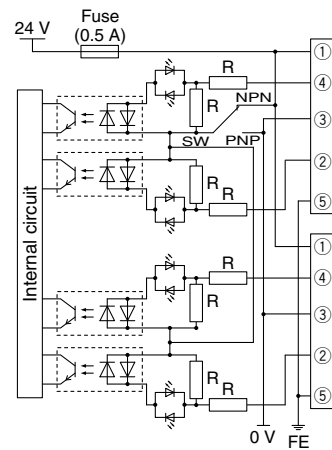 Fuse
24 V
(0.5 A)
①
R
④
R
NPN
③
SW
PNP
R
②
R
⑤
Internal circuit
①
R
④
R
③
R
②
R
⑤
0 V
FE